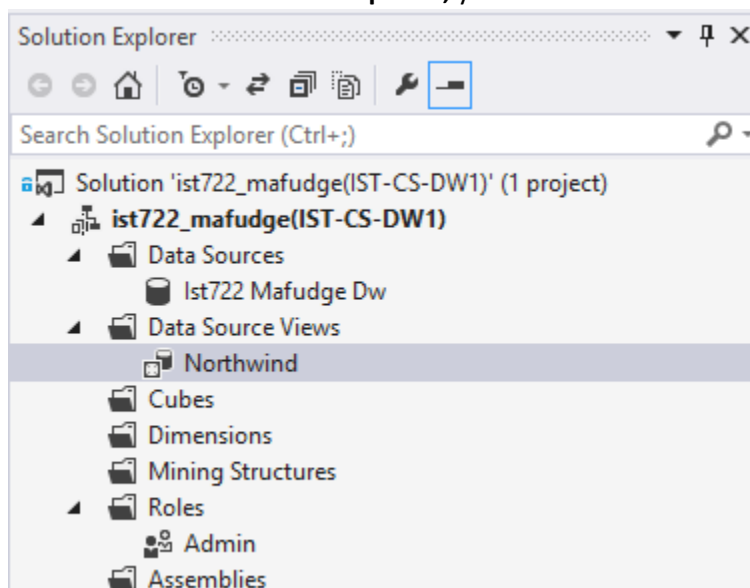 Solution Explorer
Search Solution Explorer (Ctrl+;)
Solution 'ist722_mafudge(IST-CS-DW1)' (1 project)
ist722_mafudge(IST-CS-DW1)
Data Sources
Ist722 Mafudge Dw
Data Source Views
Northwind
Cubes
Dimensions
Mining Structures
Roles
Admin
Assemblies